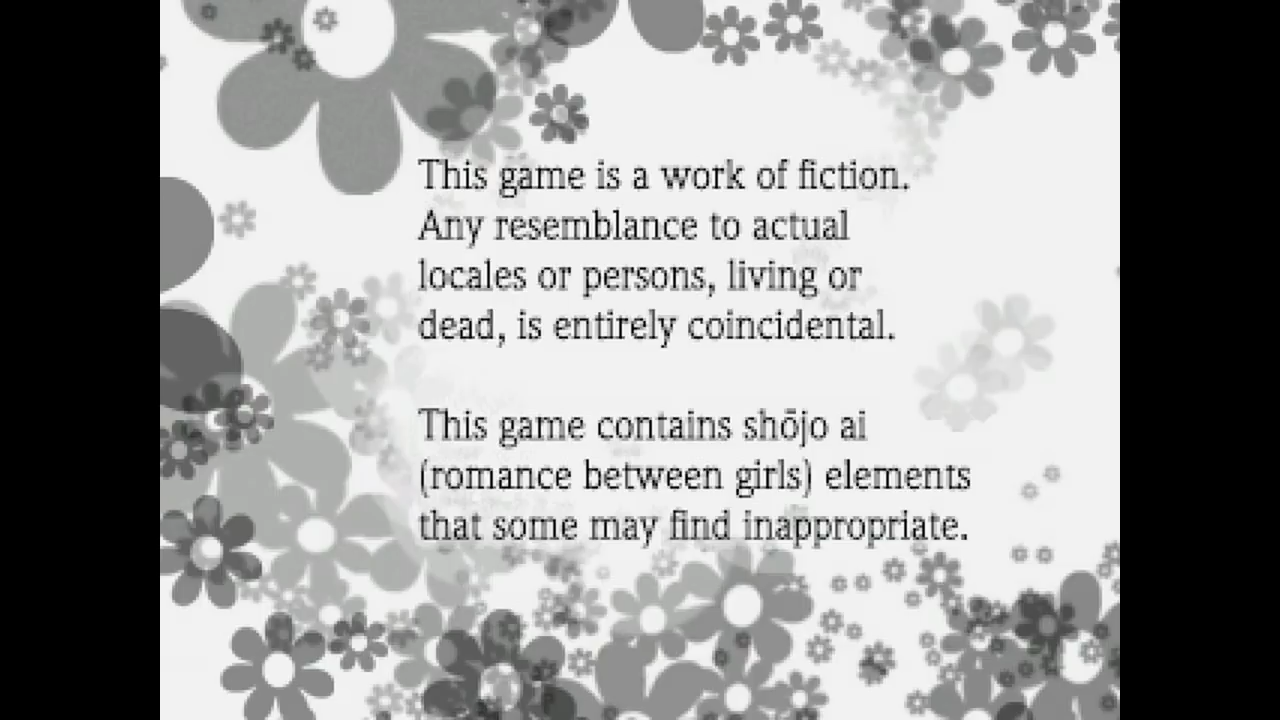 This game is a work of fiction.
Any resemblance to actual
locales or persons, living or
dead, is entirely coincidental.
This game contains shōjo ai
(romance between girls) elements
that some may find inappropriate.